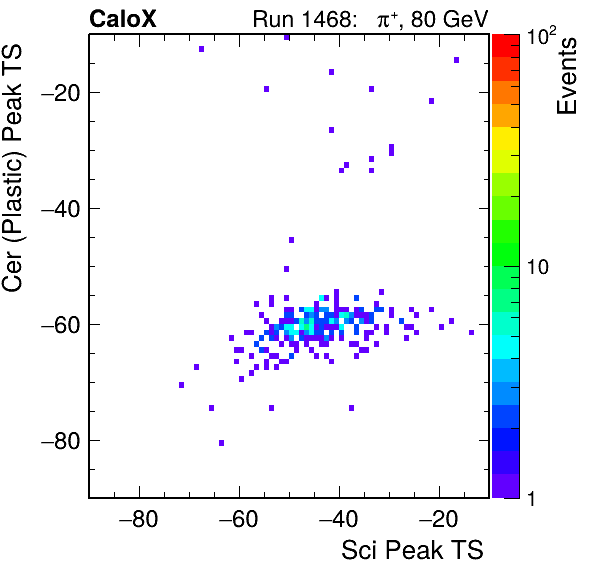 CaloX Run 1468: π⁺, 80 GeV
Cer (Plastic) Peak TS
−20
−40
−60
−80
−80 −60 −40 −20
Sci Peak TS
10²
10
1
Events